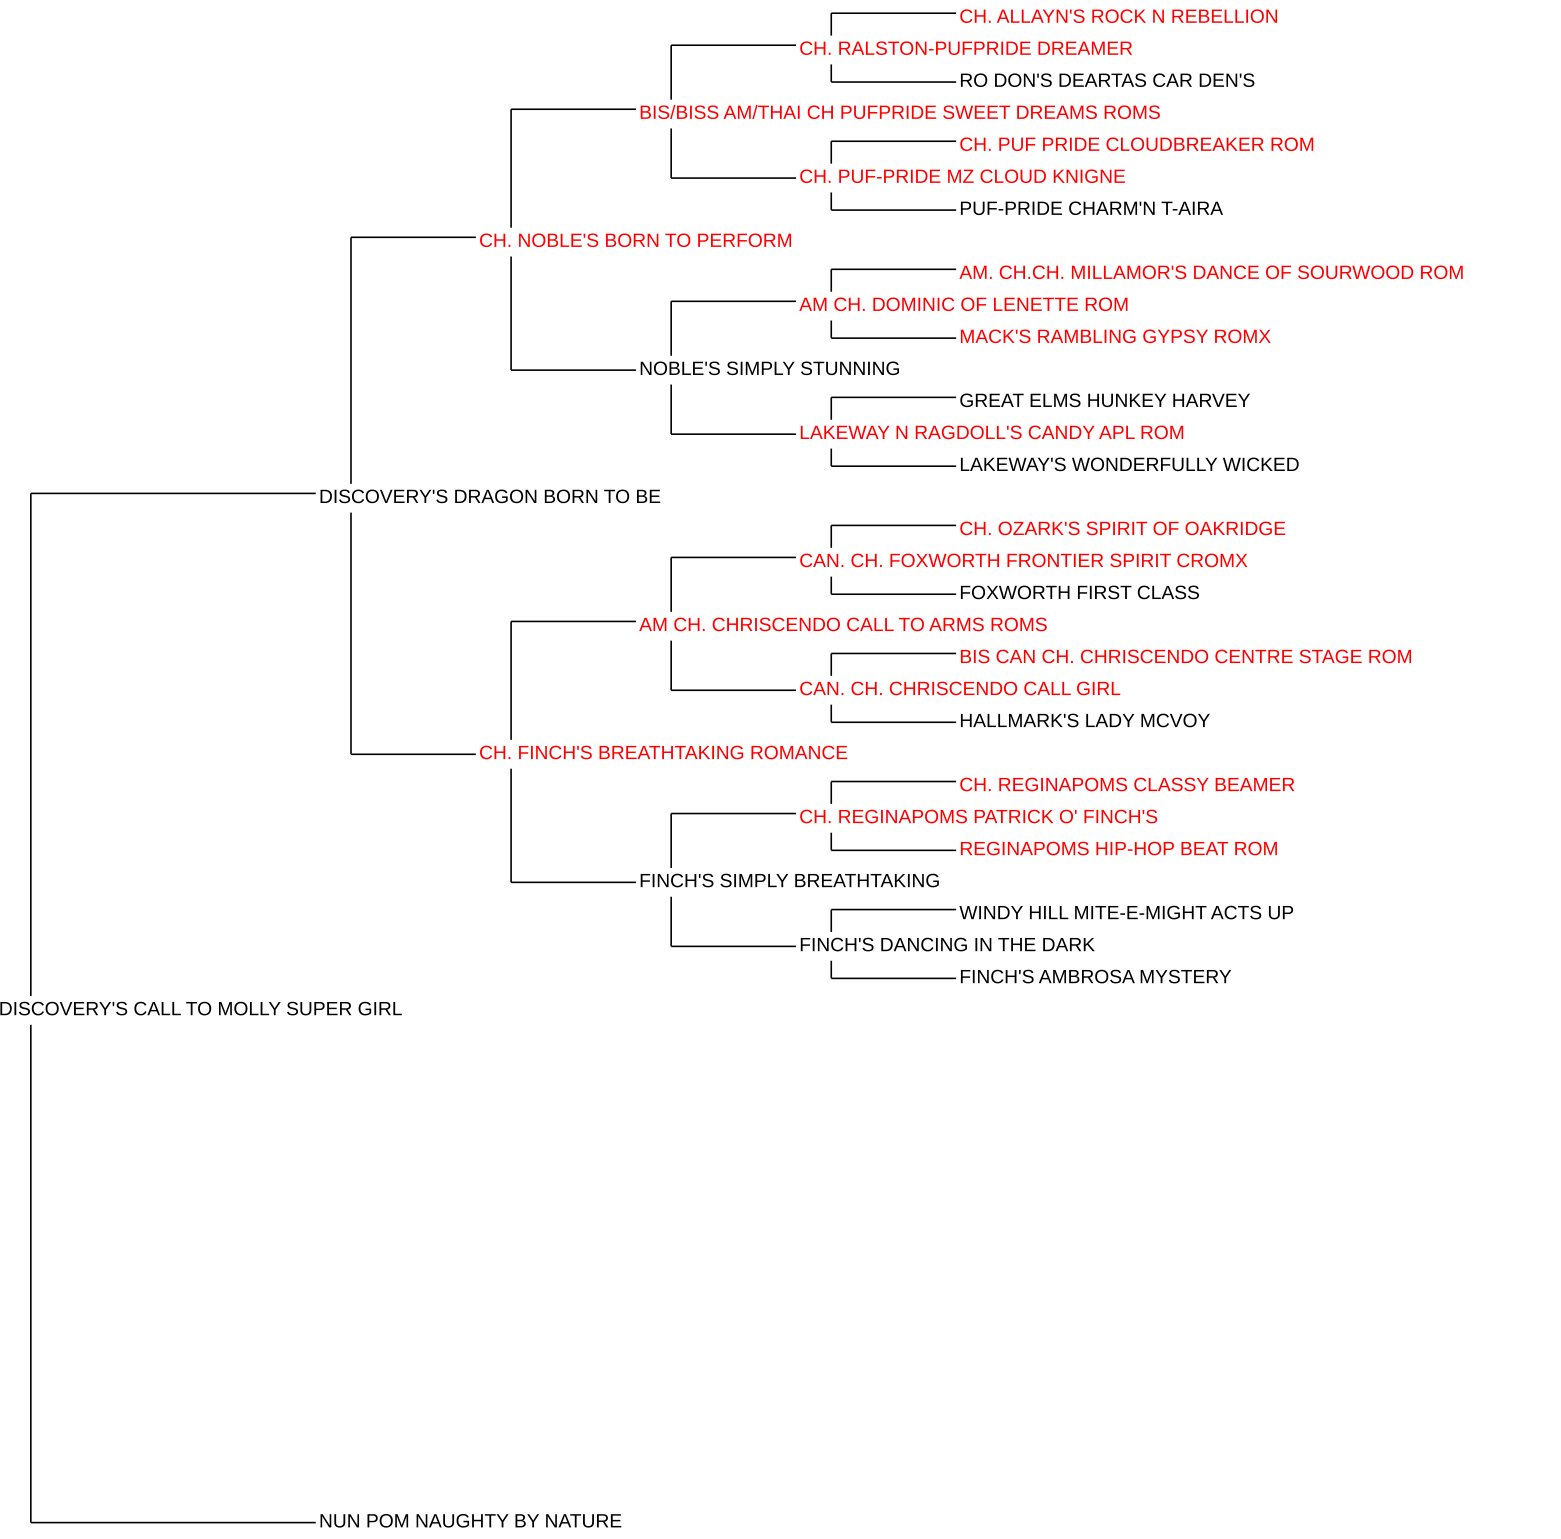 CH. ALLAYN'S ROCK N REBELLION
CH. RALSTON-PUFPRIDE DREAMER
RO DON'S DEARTAS CAR DEN'S
BIS/BISS AM/THAI CH PUFPRIDE SWEET DREAMS ROMS
CH. PUF PRIDE CLOUDBREAKER ROM
CH. PUF-PRIDE MZ CLOUD KNIGNE
PUF-PRIDE CHARM'N T-AIRA
CH. NOBLE'S BORN TO PERFORM
AM. CH.CH. MILLAMOR'S DANCE OF SOURWOOD ROM
AM CH. DOMINIC OF LENETTE ROM
MACK'S RAMBLING GYPSY ROMX
NOBLE'S SIMPLY STUNNING
GREAT ELMS HUNKEY HARVEY
LAKEWAY N RAGDOLL'S CANDY APL ROM
LAKEWAY'S WONDERFULLY WICKED
DISCOVERY'S DRAGON BORN TO BE
CH. OZARK'S SPIRIT OF OAKRIDGE
CAN. CH. FOXWORTH FRONTIER SPIRIT CROMX
FOXWORTH FIRST CLASS
AM CH. CHRISCENDO CALL TO ARMS ROMS
BIS CAN CH. CHRISCENDO CENTRE STAGE ROM
CAN. CH. CHRISCENDO CALL GIRL
HALLMARK'S LADY MCVOY
CH. FINCH'S BREATHTAKING ROMANCE
CH. REGINAPOMS CLASSY BEAMER
CH. REGINAPOMS PATRICK O' FINCH'S
REGINAPOMS HIP-HOP BEAT ROM
FINCH'S SIMPLY BREATHTAKING
WINDY HILL MITE-E-MIGHT ACTS UP
FINCH'S DANCING IN THE DARK
FINCH'S AMBROSA MYSTERY
DISCOVERY'S CALL TO MOLLY SUPER GIRL
NUN POM NAUGHTY BY NATURE